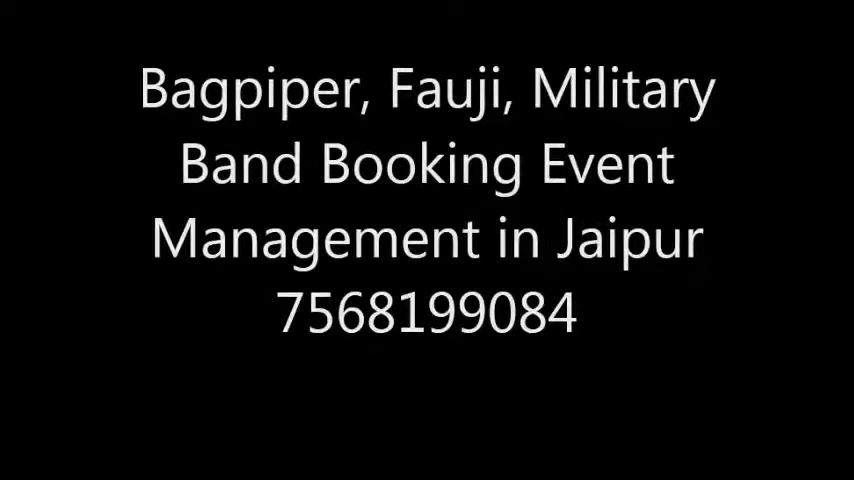 Bagpiper, Fauji, Military
Band Booking Event
Management in Jaipur
7568199084